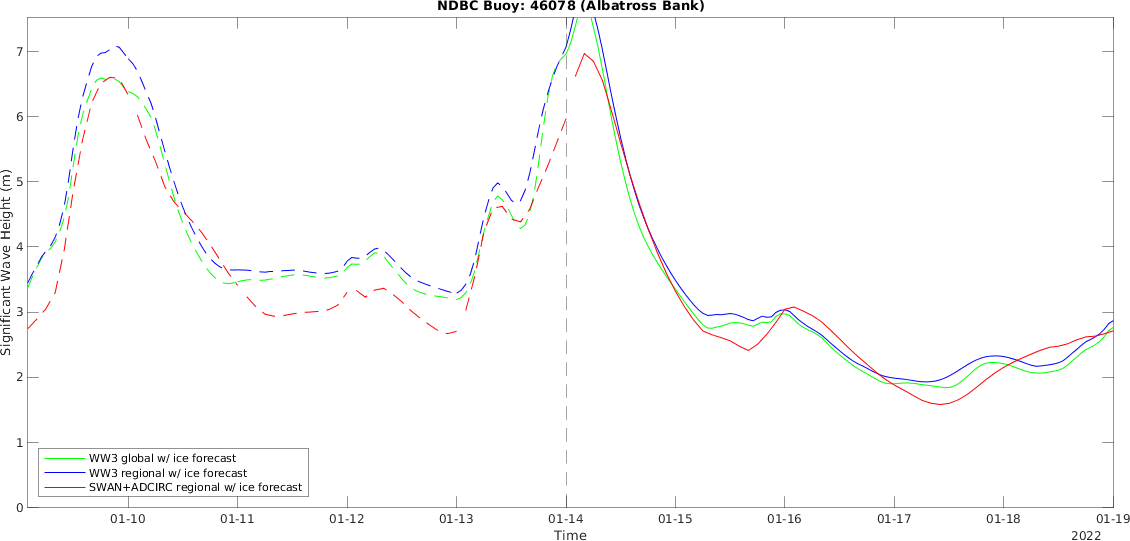 NDBC Buoy: 46078 (Albatross Bank)
Significant Wave Height (m)
7
6
5
4
3
2
1
0
WW3 global w/ ice forecast
WW3 regional w/ ice forecast
SWAN+ADCIRC regional w/ ice forecast
01-10 01-11 01-12 01-13 01-14 01-15 01-16 01-17 01-18 01-19
Time
2022